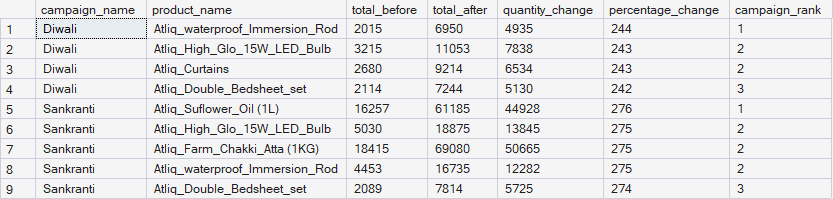 campaign_name product_name total_before total_after quantity_change percentage_change campaign_rank
1 Diwali Atliq_waterproof_Immersion_Rod 2015 6950 4935 244 1
2 Diwali Atliq_High_Glo_15W_LED_Bulb 3215 11053 7838 243 2
3 Diwali Atliq_Curtains 2680 9214 6534 243 2
4 Diwali Atliq_Double_Bedsheet_set 2114 7244 5130 242 3
5 Sankranti Atliq_Suflower_Oil (1L) 16257 61185 44928 276 1
6 Sankranti Atliq_High_Glo_15W_LED_Bulb 5030 18875 13845 275 2
7 Sankranti Atliq_Farm_Chakki_Atta (1KG) 18415 69080 50665 275 2
8 Sankranti Atliq_waterproof_Immersion_Rod 4453 16735 12282 275 2
9 Sankranti Atliq_Double_Bedsheet_set 2089 7814 5725 274 3